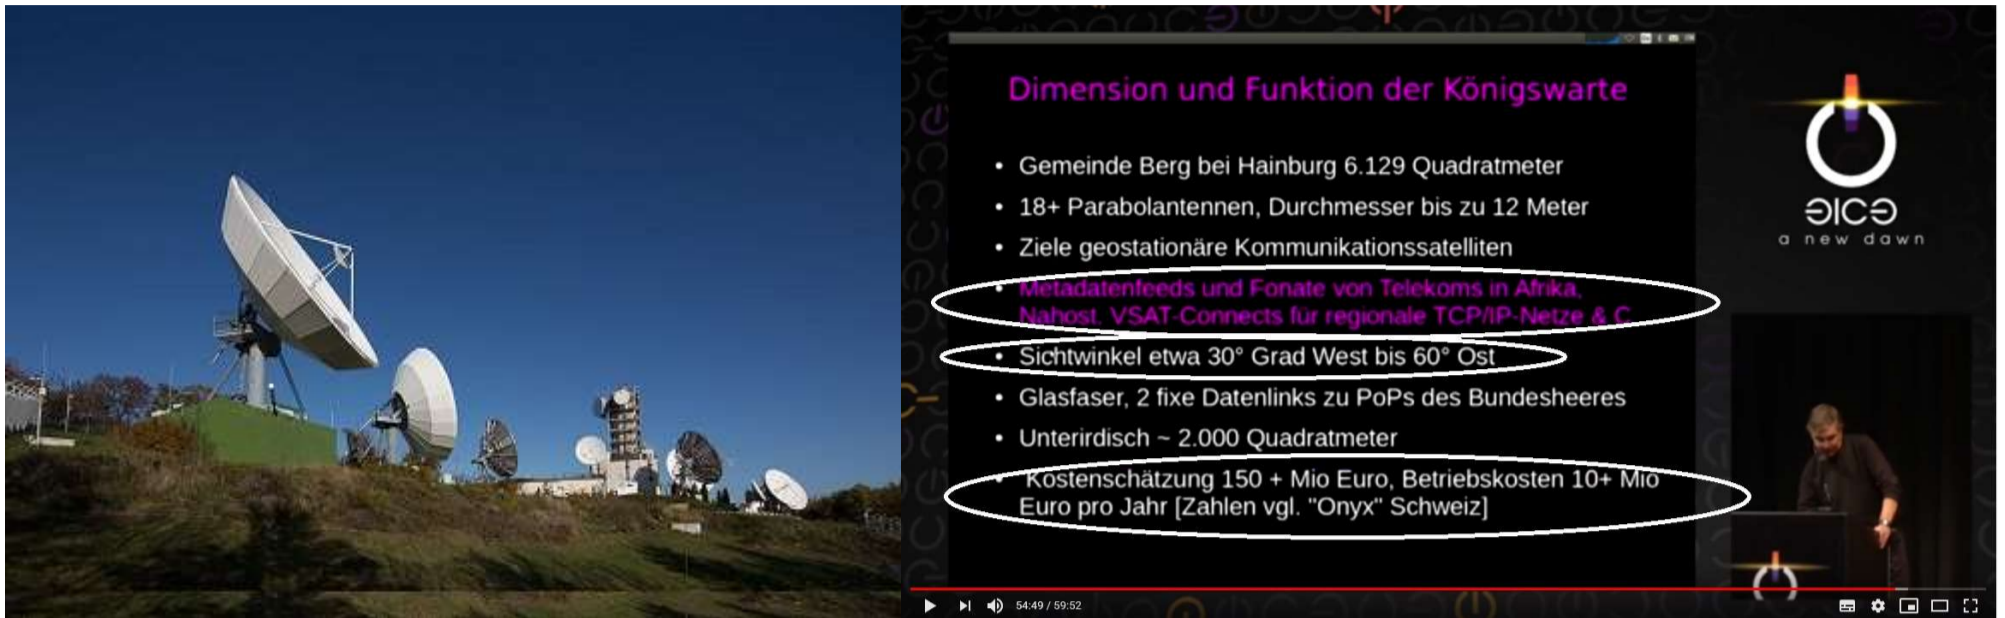 Dimension und Funktion der Königswarte
• Gemeinde Berg bei Hainburg 6.129 Quadratmeter
• 18+ Parabolantennen, Durchmesser bis zu 12 Meter
• Ziele geostationäre Kommunikationssatelliten
• Metadatenfeeds und Fonate von Telekoms in Afrika,
Nahost. VSAT-Connects für regionale TCP/IP-Netze & C
• Sichtwinkel etwa 30° Grad West bis 60° Ost
• Glasfaser, 2 fixe Datenlinks zu PoPs des Bundesheeres
• Unterirdisch ~ 2.000 Quadratmeter
• Kostenschätzung 150 + Mio Euro, Betriebskosten 10+ Mio
Euro pro Jahr [Zahlen vgl. "Onyx" Schweiz]
a new dawn
54:49 / 59:52